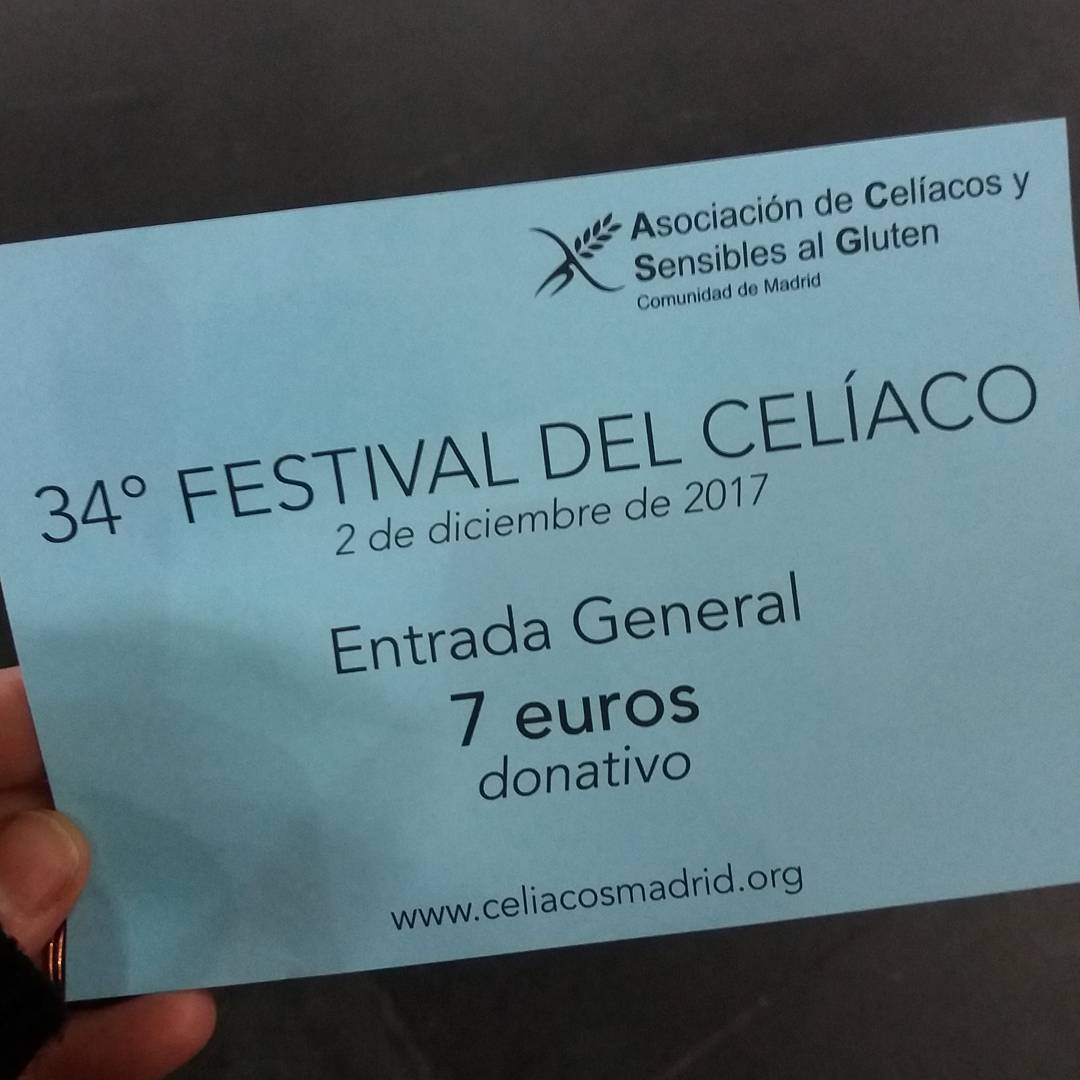 Asociación de Celíacos y
Sensibles al Gluten
Comunidad de Madrid
34º FESTIVAL DEL CELÍACO
2 de diciembre de 2017
Entrada General
7 euros
donativo
www.celiacosmadrid.org